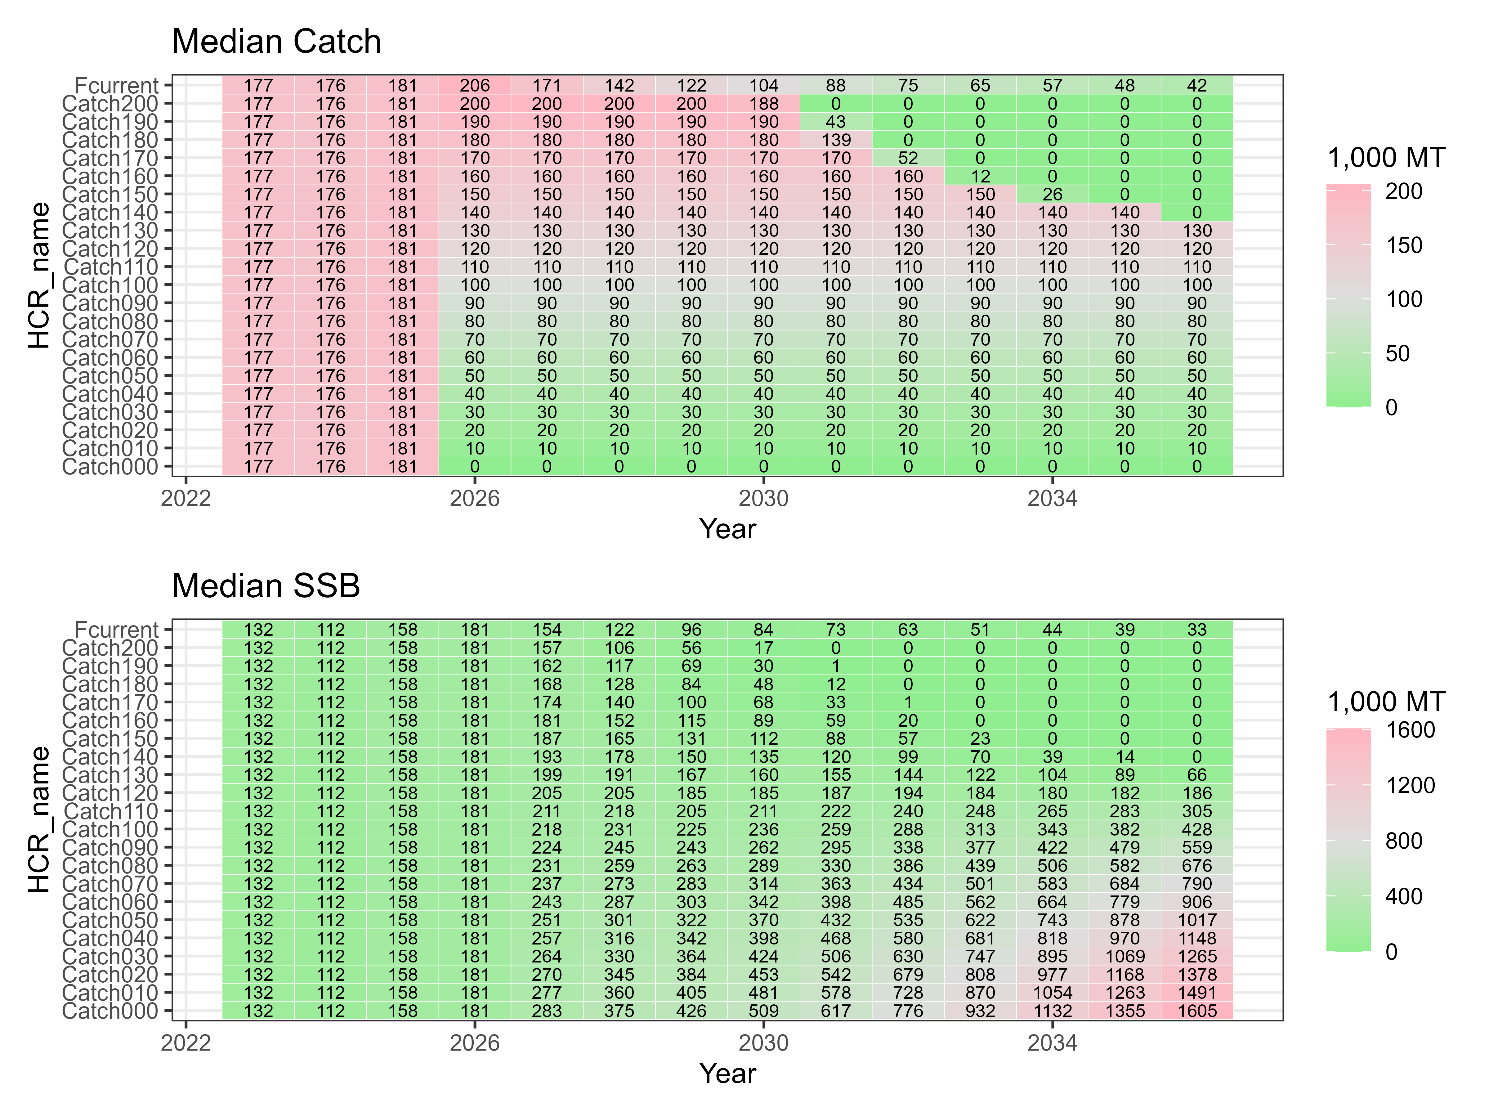 Median Catch
Fcurrent 177 176 181 206 171 142 122 104 88 75 65 57 48 42
Catch200 177 176 181 200 200 200 200 188 0 0 0 0 0 0
Catch190 177 176 181 190 190 190 190 190 43 0 0 0 0 0
Catch180 177 176 181 180 180 180 180 180 139 0 0 0 0 0
Catch170 177 176 181 170 170 170 170 170 170 52 0 0 0 0
Catch160 177 176 181 160 160 160 160 160 160 160 12 0 0 0
Catch150 177 176 181 150 150 150 150 150 150 150 150 26 0 0
Catch140 177 176 181 140 140 140 140 140 140 140 140 140 140 0
Catch130 177 176 181 130 130 130 130 130 130 130 130 130 130 130
Catch120 177 176 181 120 120 120 120 120 120 120 120 120 120 120
Catch110 177 176 181 110 110 110 110 110 110 110 110 110 110 110
Catch100 177 176 181 100 100 100 100 100 100 100 100 100 100 100
Catch090 177 176 181 90 90 90 90 90 90 90 90 90 90 90
Catch080 177 176 181 80 80 80 80 80 80 80 80 80 80 80
Catch070 177 176 181 70 70 70 70 70 70 70 70 70 70 70
Catch060 177 176 181 60 60 60 60 60 60 60 60 60 60 60
Catch050 177 176 181 50 50 50 50 50 50 50 50 50 50 50
Catch040 177 176 181 40 40 40 40 40 40 40 40 40 40 40
Catch030 177 176 181 30 30 30 30 30 30 30 30 30 30 30
Catch020 177 176 181 20 20 20 20 20 20 20 20 20 20 20
Catch010 177 176 181 10 10 10 10 10 10 10 10 10 10 10
Catch000 177 176 181 0 0 0 0 0 0 0 0 0 0 0
HCR_name
2022 2026 2030 2034
Year
1,000 MT
200
150
100
50
0
Median SSB
Fcurrent 132 112 158 181 154 122 96 84 73 63 51 44 39 33
Catch200 132 112 158 181 157 106 56 17 0 0 0 0 0 0
Catch190 132 112 158 181 162 117 69 30 1 0 0 0 0 0
Catch180 132 112 158 181 168 128 84 48 12 0 0 0 0 0
Catch170 132 112 158 181 174 140 100 68 33 1 0 0 0 0
Catch160 132 112 158 181 181 152 115 89 59 20 0 0 0 0
Catch150 132 112 158 181 187 165 131 112 88 57 23 0 0 0
Catch140 132 112 158 181 193 178 150 135 120 99 70 39 14 0
Catch130 132 112 158 181 199 191 167 160 155 144 122 104 89 66
Catch120 132 112 158 181 205 205 185 185 187 194 184 180 182 186
Catch110 132 112 158 181 211 218 205 211 222 240 248 265 283 305
Catch100 132 112 158 181 218 231 225 236 259 288 313 343 382 428
Catch090 132 112 158 181 224 245 243 262 295 338 377 422 479 559
Catch080 132 112 158 181 231 259 263 289 330 386 439 506 582 676
Catch070 132 112 158 181 237 273 283 314 363 434 501 583 684 790
Catch060 132 112 158 181 243 287 303 342 398 485 562 664 779 906
Catch050 132 112 158 181 251 301 322 370 432 535 622 743 878 1017
Catch040 132 112 158 181 257 316 342 398 468 580 681 818 970 1148
Catch030 132 112 158 181 264 330 364 424 506 630 747 895 1069 1265
Catch020 132 112 158 181 270 345 384 453 542 679 808 977 1168 1378
Catch010 132 112 158 181 277 360 405 481 578 728 870 1054 1263 1491
Catch000 132 112 158 181 283 375 426 509 617 776 932 1132 1355 1605
HCR_name
2022 2026 2030 2034
Year
1,000 MT
1600
1200
800
400
0